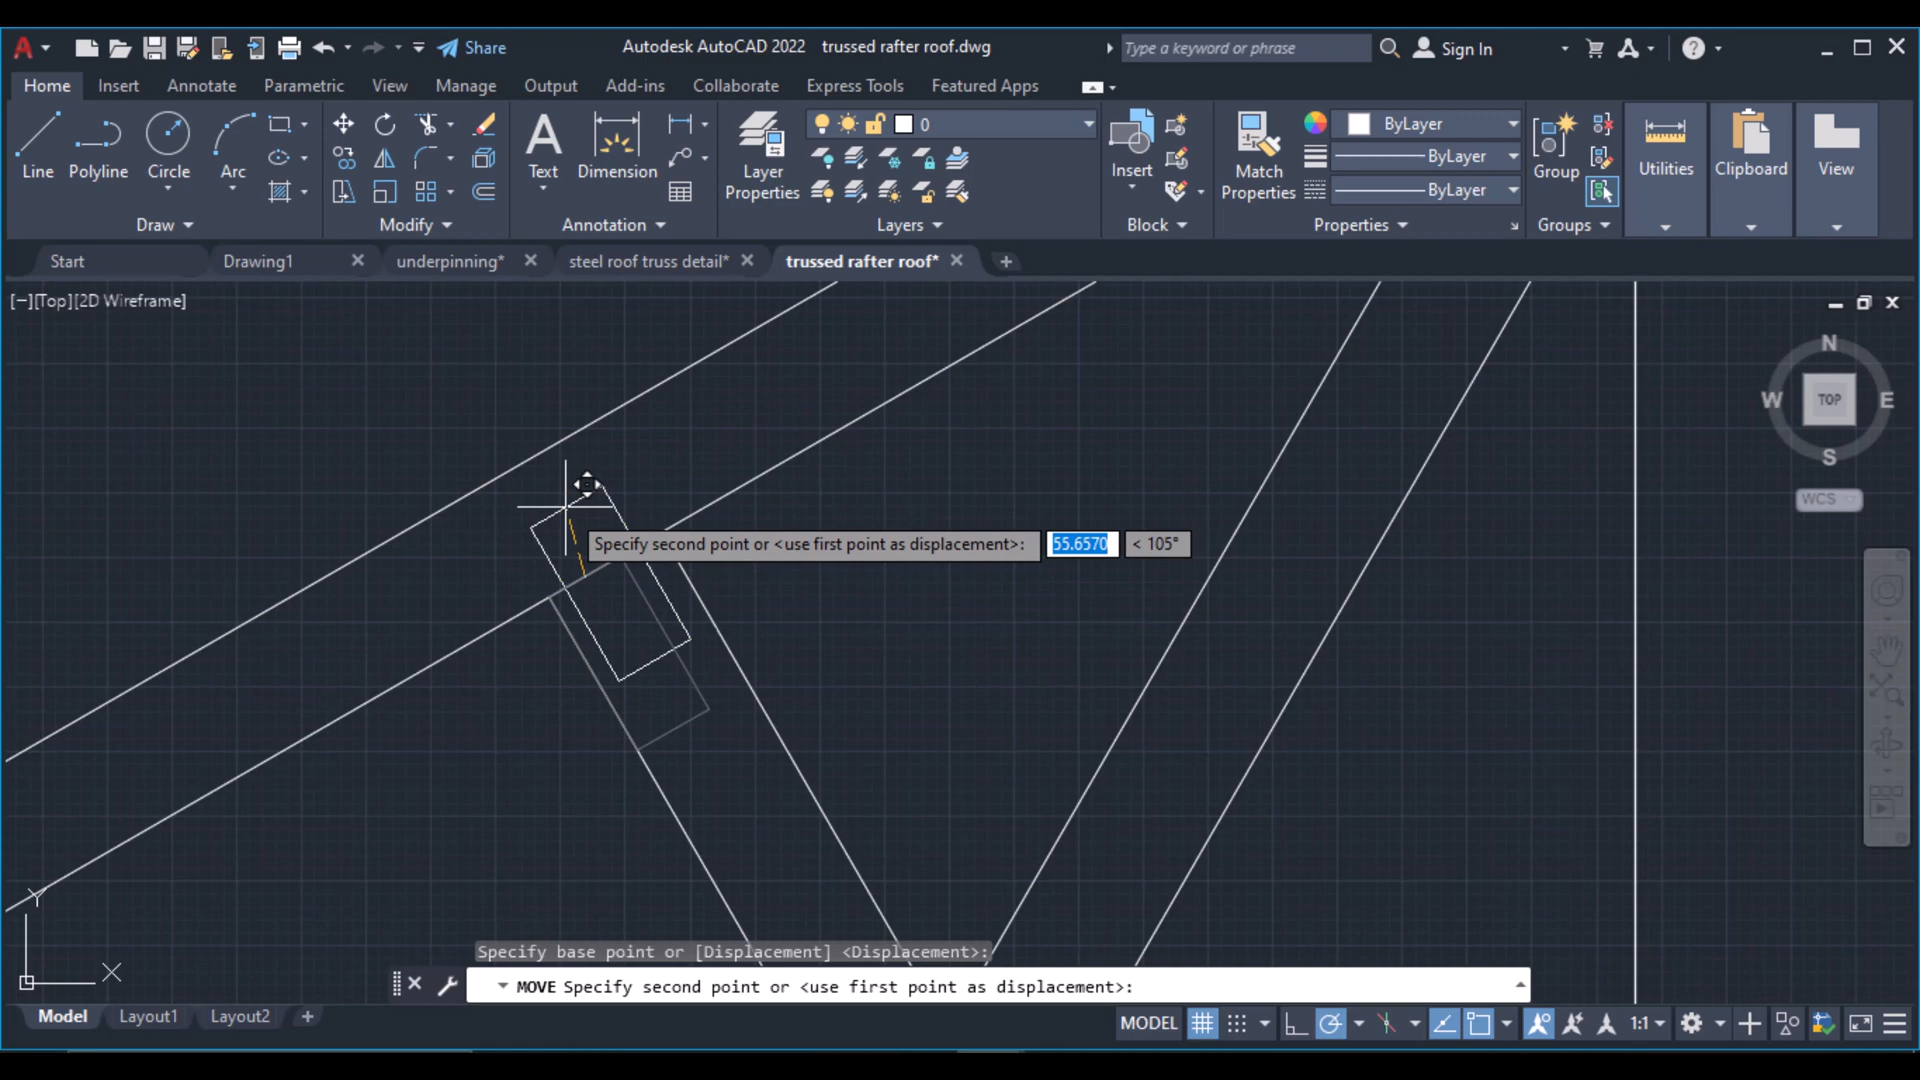 A Share Autodesk AutoCAD 2022 trussed rafter roof.dwg Type a keyword or phrase Sign In ?
Home Insert Annotate Parametric View Output Add-ins Manage Collaborate Express Tools Featured Apps
0 ByLayer
A ByLayer
Line Polyline Circle Arc Text Dimension Layer Properties Insert Match Properties Group Utilities Clipboard View
ByLayer
Draw Modify Annotation Layers Block Properties Groups
Start Drawing1 underpinning* steel roof truss detail* trussed rafter roof*
[−][Top][2D Wireframe]
N
W TOP E
S
WCS
Specify second point or <use first point as displacement>: 55.6570 < 105°
Y
X
Specify base point or [Displacement] <Displacement>:
MOVE Specify second point or <use first point as displacement>:
Model Layout1 Layout2 + MODEL 1:1